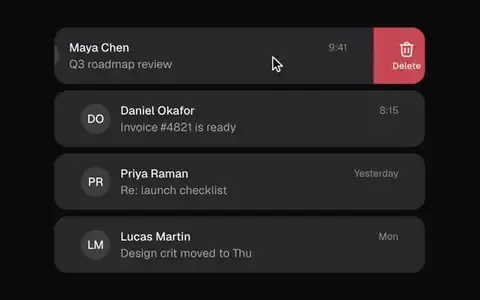 Maya Chen
9:41
Q3 roadmap review
Delete
DO
Daniel Okafor
8:15
Invoice #4821 is ready
PR
Priya Raman
Yesterday
Re: launch checklist
LM
Lucas Martin
Mon
Design crit moved to Thu